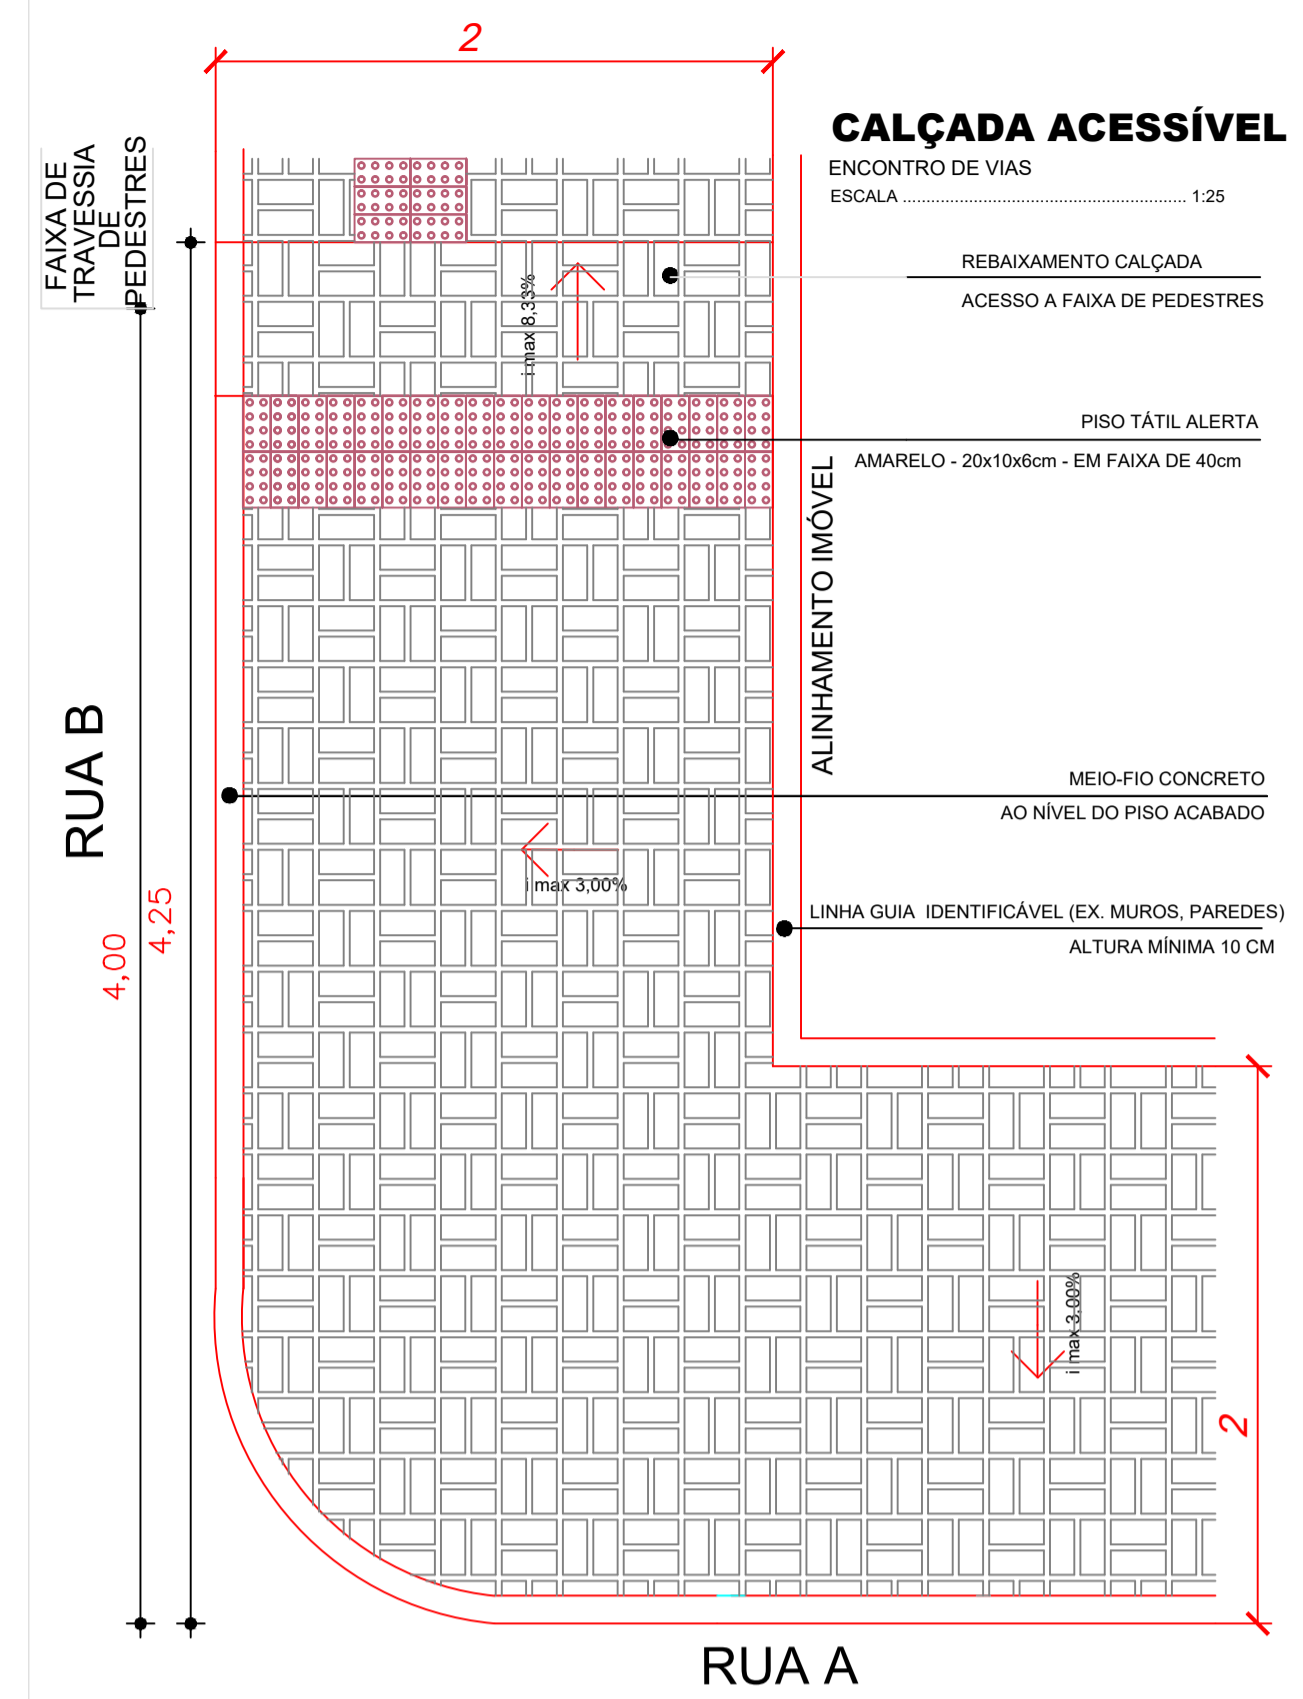 2
CALÇADA ACESSÍVEL
ENCONTRO DE VIAS
ESCALA ............................................................ 1:25
FAIXA DE
TRAVESSIA
DE
PEDESTRES
REBAIXAMENTO CALÇADA
ACESSO A FAIXA DE PEDESTRES
i max 8,33%
PISO TÁTIL ALERTA
AMARELO - 20x10x6cm - EM FAIXA DE 40cm
ALINHAMENTO IMÓVEL
RUA B
MEIO-FIO CONCRETO
AO NÍVEL DO PISO ACABADO
i max 3,00%
4,00
4,25
LINHA GUIA IDENTIFICÁVEL (EX. MUROS, PAREDES)
ALTURA MÍNIMA 10 CM
i max 3,00%
2
RUA A